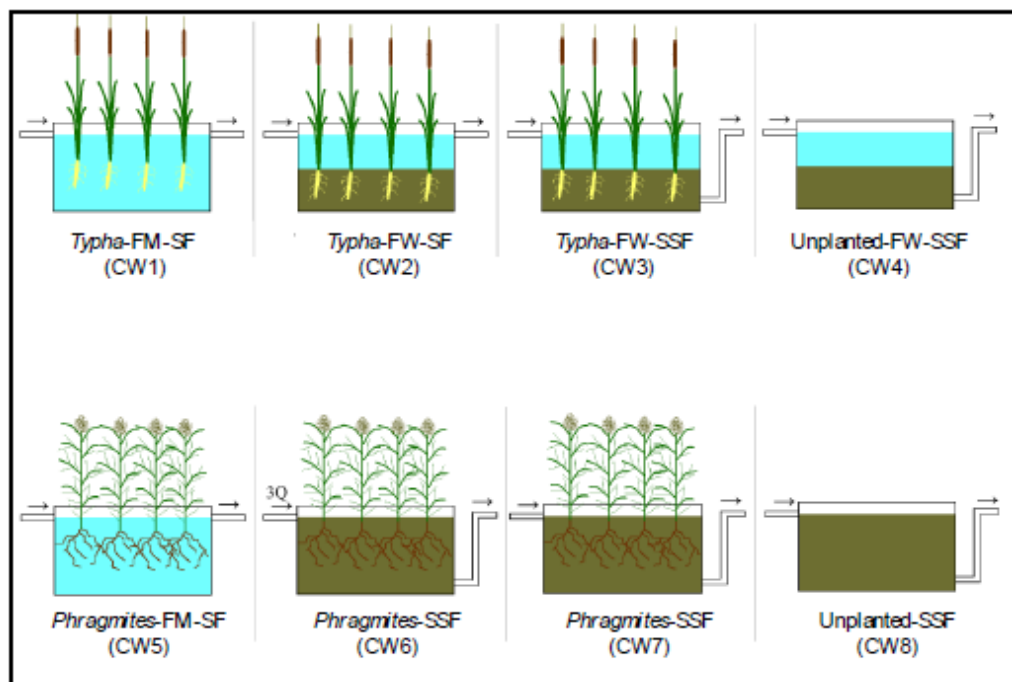 Typha-FM-SF
(CW1)
Typha-FW-SF
(CW2)
Typha-FW-SSF
(CW3)
Unplanted-FW-SSF
(CW4)
3Q
Phragmites-FM-SF
(CW5)
Phragmites-SSF
(CW6)
Phragmites-SSF
(CW7)
Unplanted-SSF
(CW8)